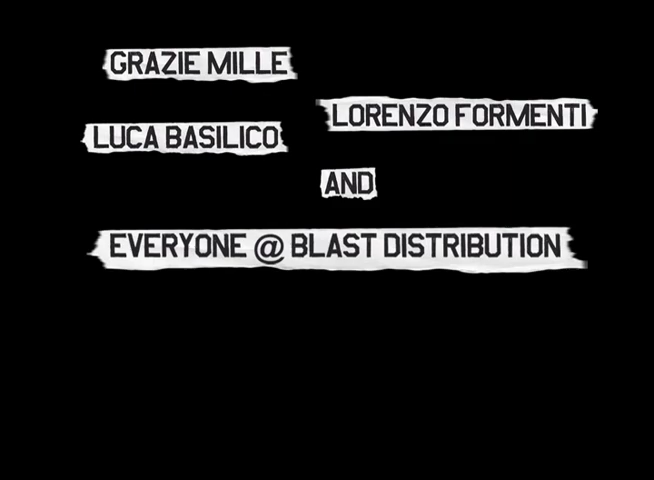 GRAZIE MILLE
LORENZO FORMENTI
LUCA BASILICO
AND
EVERYONE @ BLAST DISTRIBUTION